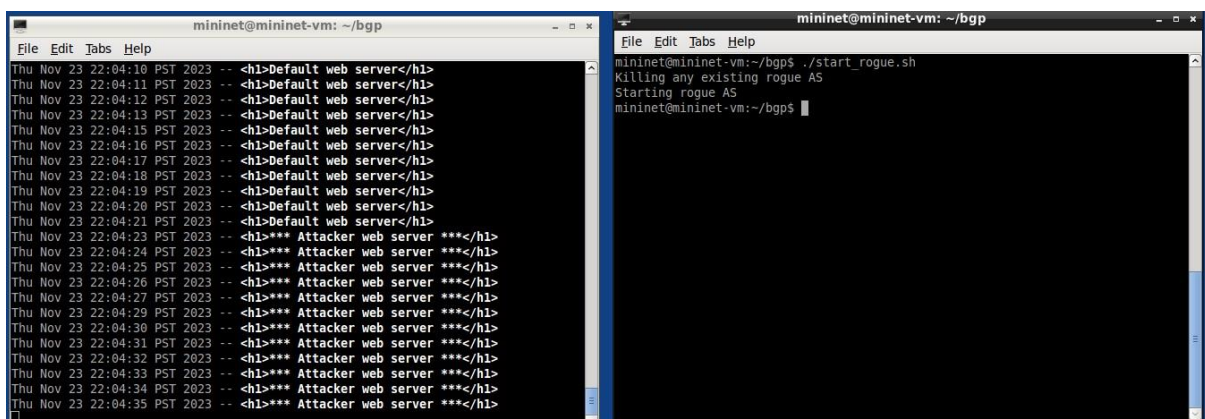 mininet@mininet-vm: ~/bgp
File Edit Tabs Help
Thu Nov 23 22:04:10 PST 2023 -- <h1>Default web server</h1>
Thu Nov 23 22:04:11 PST 2023 -- <h1>Default web server</h1>
Thu Nov 23 22:04:12 PST 2023 -- <h1>Default web server</h1>
Thu Nov 23 22:04:13 PST 2023 -- <h1>Default web server</h1>
Thu Nov 23 22:04:15 PST 2023 -- <h1>Default web server</h1>
Thu Nov 23 22:04:16 PST 2023 -- <h1>Default web server</h1>
Thu Nov 23 22:04:17 PST 2023 -- <h1>Default web server</h1>
Thu Nov 23 22:04:18 PST 2023 -- <h1>Default web server</h1>
Thu Nov 23 22:04:19 PST 2023 -- <h1>Default web server</h1>
Thu Nov 23 22:04:20 PST 2023 -- <h1>Default web server</h1>
Thu Nov 23 22:04:21 PST 2023 -- <h1>Default web server</h1>
Thu Nov 23 22:04:23 PST 2023 -- <h1>*** Attacker web server ***</h1>
Thu Nov 23 22:04:24 PST 2023 -- <h1>*** Attacker web server ***</h1>
Thu Nov 23 22:04:25 PST 2023 -- <h1>*** Attacker web server ***</h1>
Thu Nov 23 22:04:26 PST 2023 -- <h1>*** Attacker web server ***</h1>
Thu Nov 23 22:04:27 PST 2023 -- <h1>*** Attacker web server ***</h1>
Thu Nov 23 22:04:29 PST 2023 -- <h1>*** Attacker web server ***</h1>
Thu Nov 23 22:04:30 PST 2023 -- <h1>*** Attacker web server ***</h1>
Thu Nov 23 22:04:31 PST 2023 -- <h1>*** Attacker web server ***</h1>
Thu Nov 23 22:04:32 PST 2023 -- <h1>*** Attacker web server ***</h1>
Thu Nov 23 22:04:33 PST 2023 -- <h1>*** Attacker web server ***</h1>
Thu Nov 23 22:04:34 PST 2023 -- <h1>*** Attacker web server ***</h1>
Thu Nov 23 22:04:35 PST 2023 -- <h1>*** Attacker web server ***</h1>
mininet@mininet-vm: ~/bgp
File Edit Tabs Help
mininet@mininet-vm:~/bgp$ ./start_rogue.sh
Killing any existing rogue AS
Starting rogue AS
mininet@mininet-vm:~/bgp$